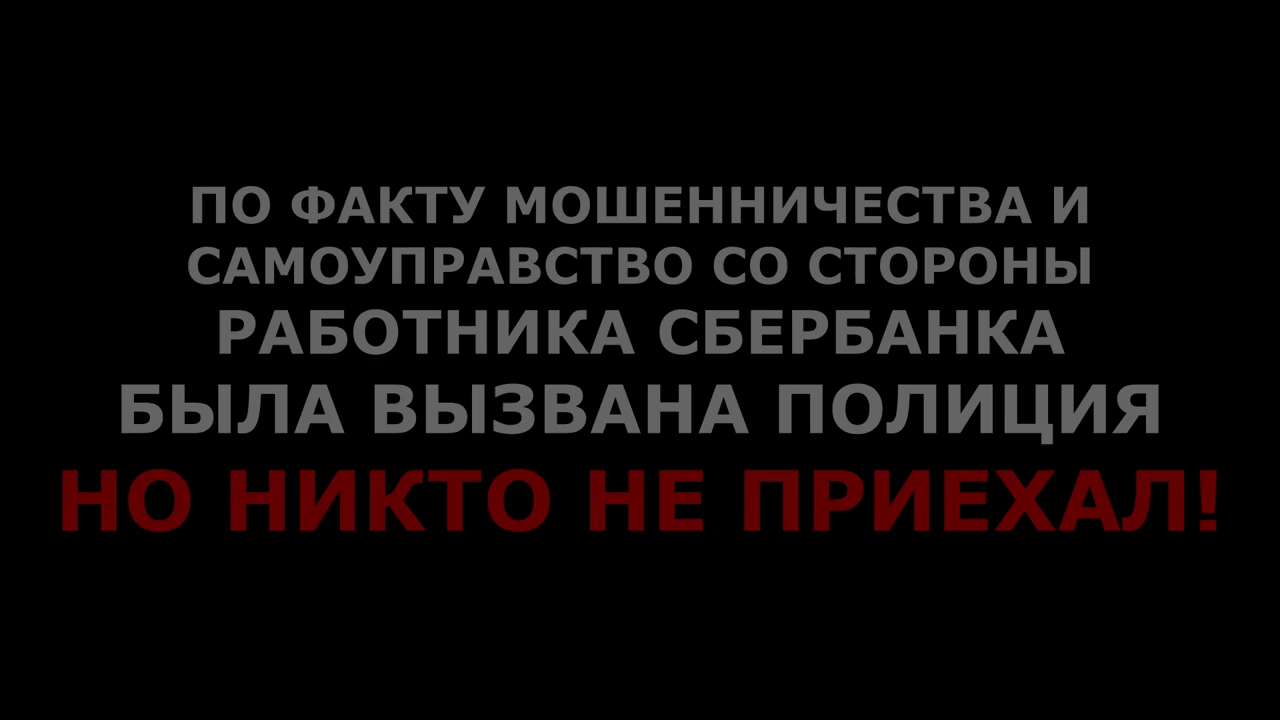 ПО ФАКТУ МОШЕННИЧЕСТВА И
САМОУПРАВСТВО СО СТОРОНЫ
РАБОТНИКА СБЕРБАНКА
БЫЛА ВЫЗВАНА ПОЛИЦИЯ
НО НИКТО НЕ ПРИЕХАЛ!